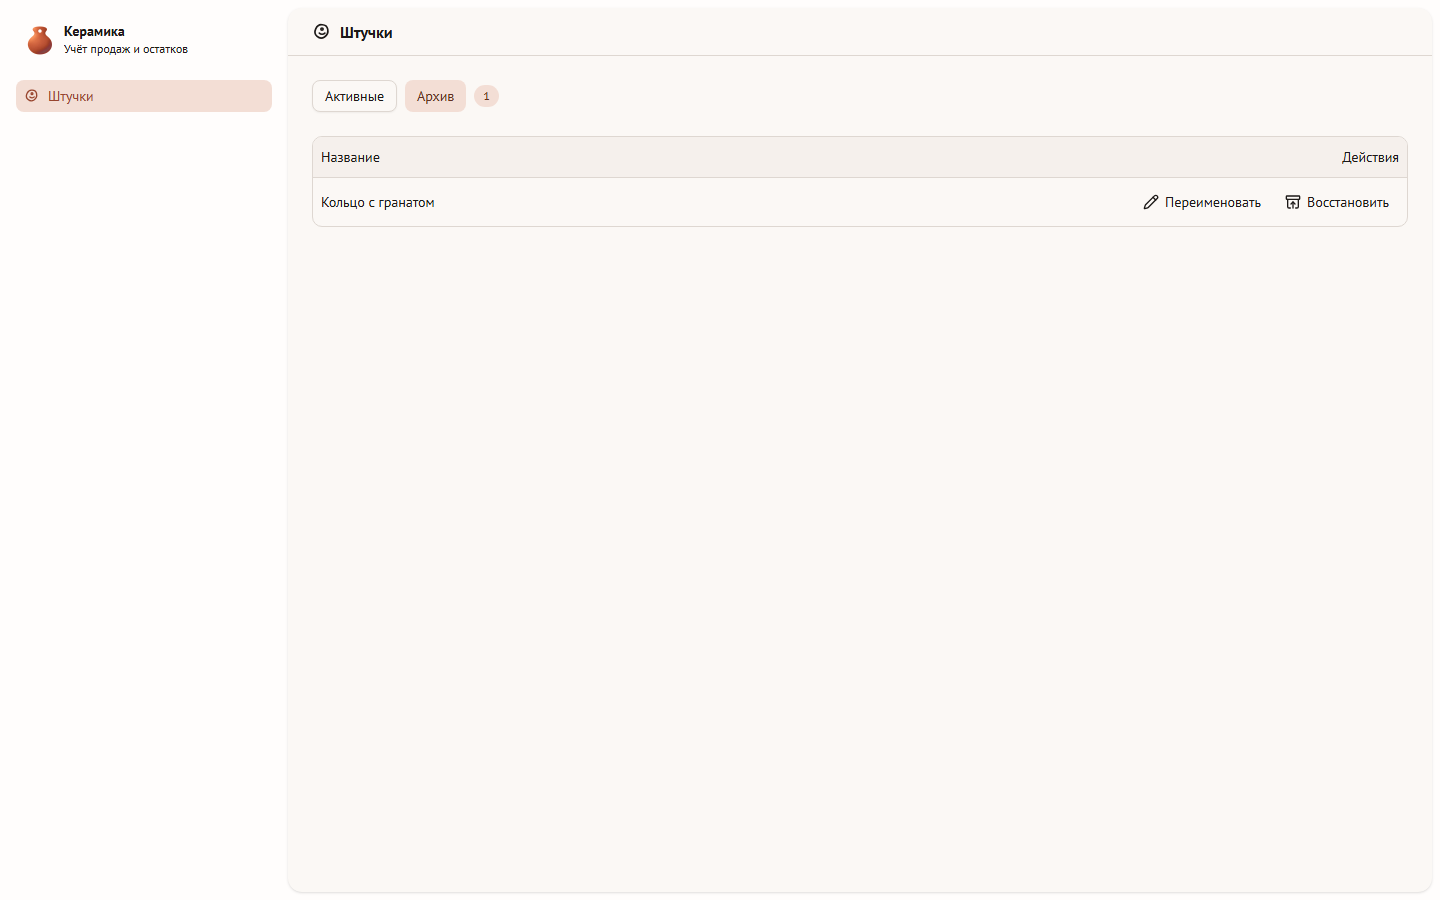 Керамика
Учёт продаж и остатков
Штучки
Штучки
Активные Архив 1
Название Действия
Кольцо с гранатом Переименовать Восстановить